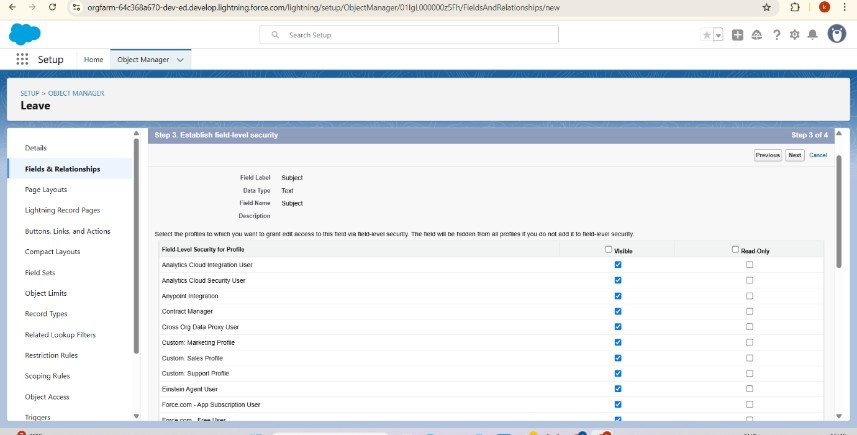 orgfarm-64c368a670-dev-ed.develop.lightning.force.com/lightning/setup/ObjectManager/01IgL000000zSFh/FieldsAndRelationships/new
Search Setup
Setup
Home
Object Manager
SETUP > OBJECT MANAGER
Leave
Details
Fields & Relationships
Page Layouts
Lightning Record Pages
Buttons, Links, and Actions
Compact Layouts
Field Sets
Object Limits
Record Types
Related Lookup Filters
Restriction Rules
Scoping Rules
Object Access
Triggers
Step 3. Establish field-level security
Step 3 of 4
Previous Next Cancel
Field Label Subject
Data Type Text
Field Name Subject
Description
Select the profiles to which you want to grant edit access to this field via field-level security. The field will be hidden from all profiles if you do not add it to field-level security.
Field-Level Security for Profile Visible Read-Only
Analytics Cloud Integration User
Analytics Cloud Security User
Anypoint Integration
Contract Manager
Cross Org Data Proxy User
Custom: Marketing Profile
Custom: Sales Profile
Custom: Support Profile
Einstein Agent User
Force.com - App Subscription User
Force.com - Free User